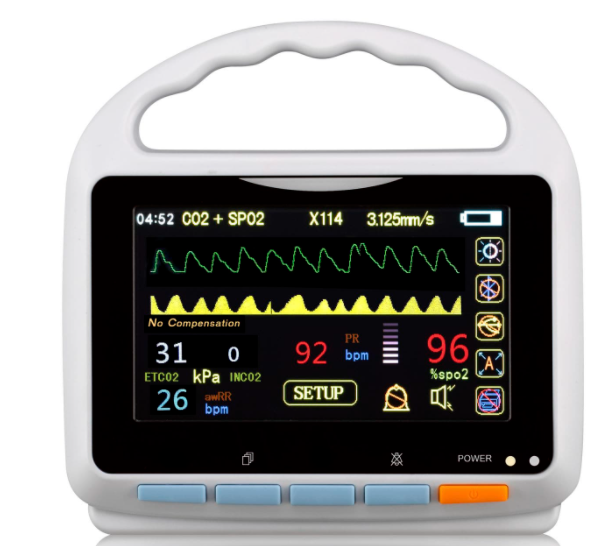 04:52 CO2 + SPO2 X114 3.125mm/s
No Compensation
31 0 92 PR bpm 96
ETCO2 kPa INCO2 %spo2
26 awRR bpm SETUP A
POWER